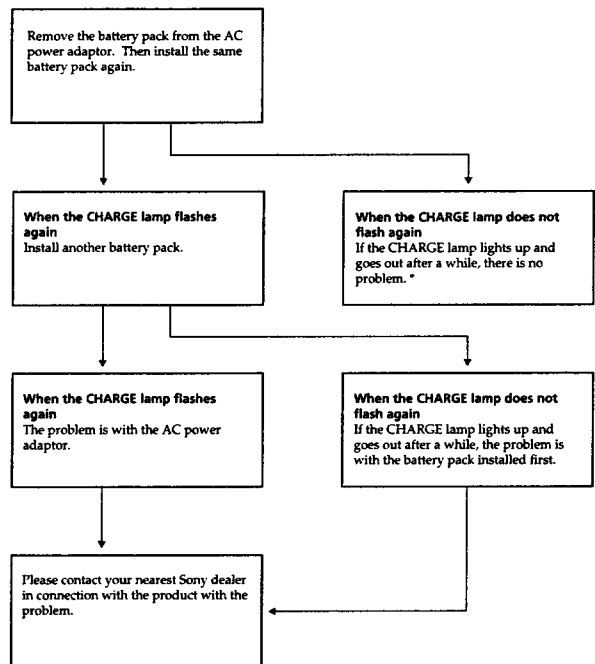 Remove the battery pack from the AC
power adaptor. Then install the same
battery pack again.
When the CHARGE lamp flashes
again
Install another battery pack.
When the CHARGE lamp does not
flash again
If the CHARGE lamp lights up and
goes out after a while, there is no
problem. *
When the CHARGE lamp flashes
again
The problem is with the AC power
adaptor.
When the CHARGE lamp does not
flash again
If the CHARGE lamp lights up and
goes out after a while, the problem is
with the battery pack installed first.
Please contact your nearest Sony dealer
in connection with the product with the
problem.